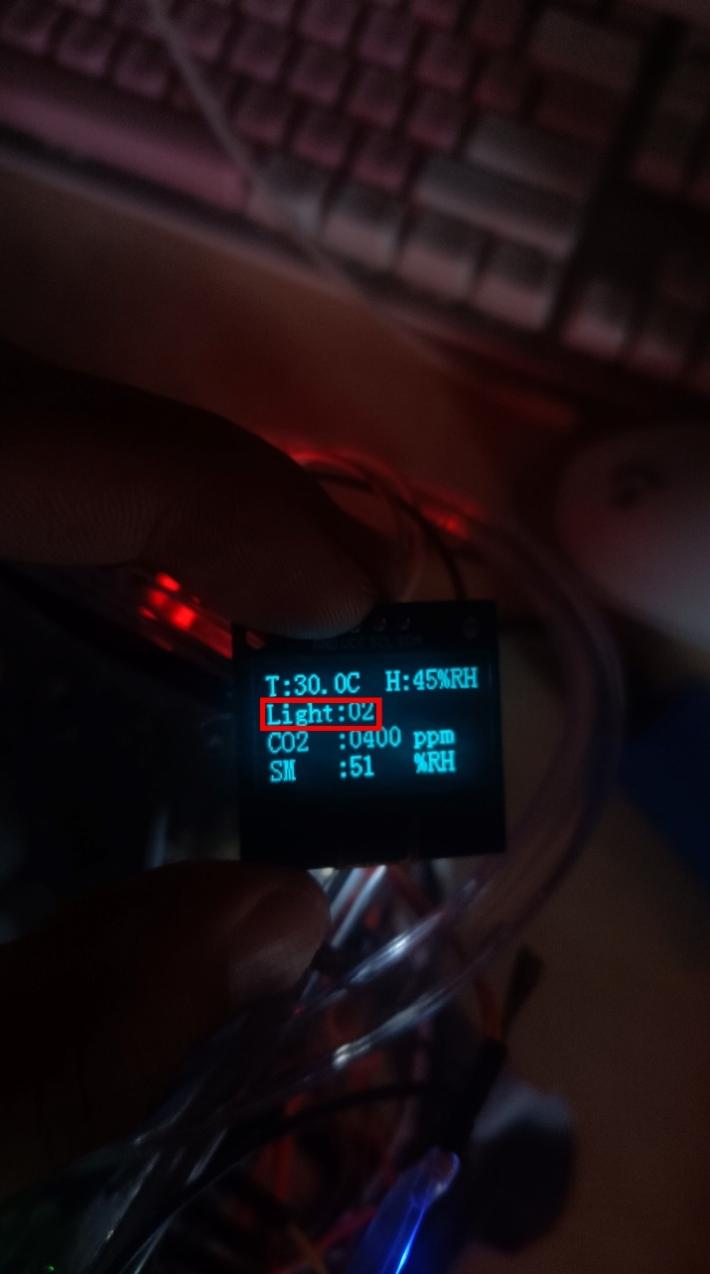 T:30.0C H:45%RH
Light:02
CO2 :0400 ppm
SM :51 %RH